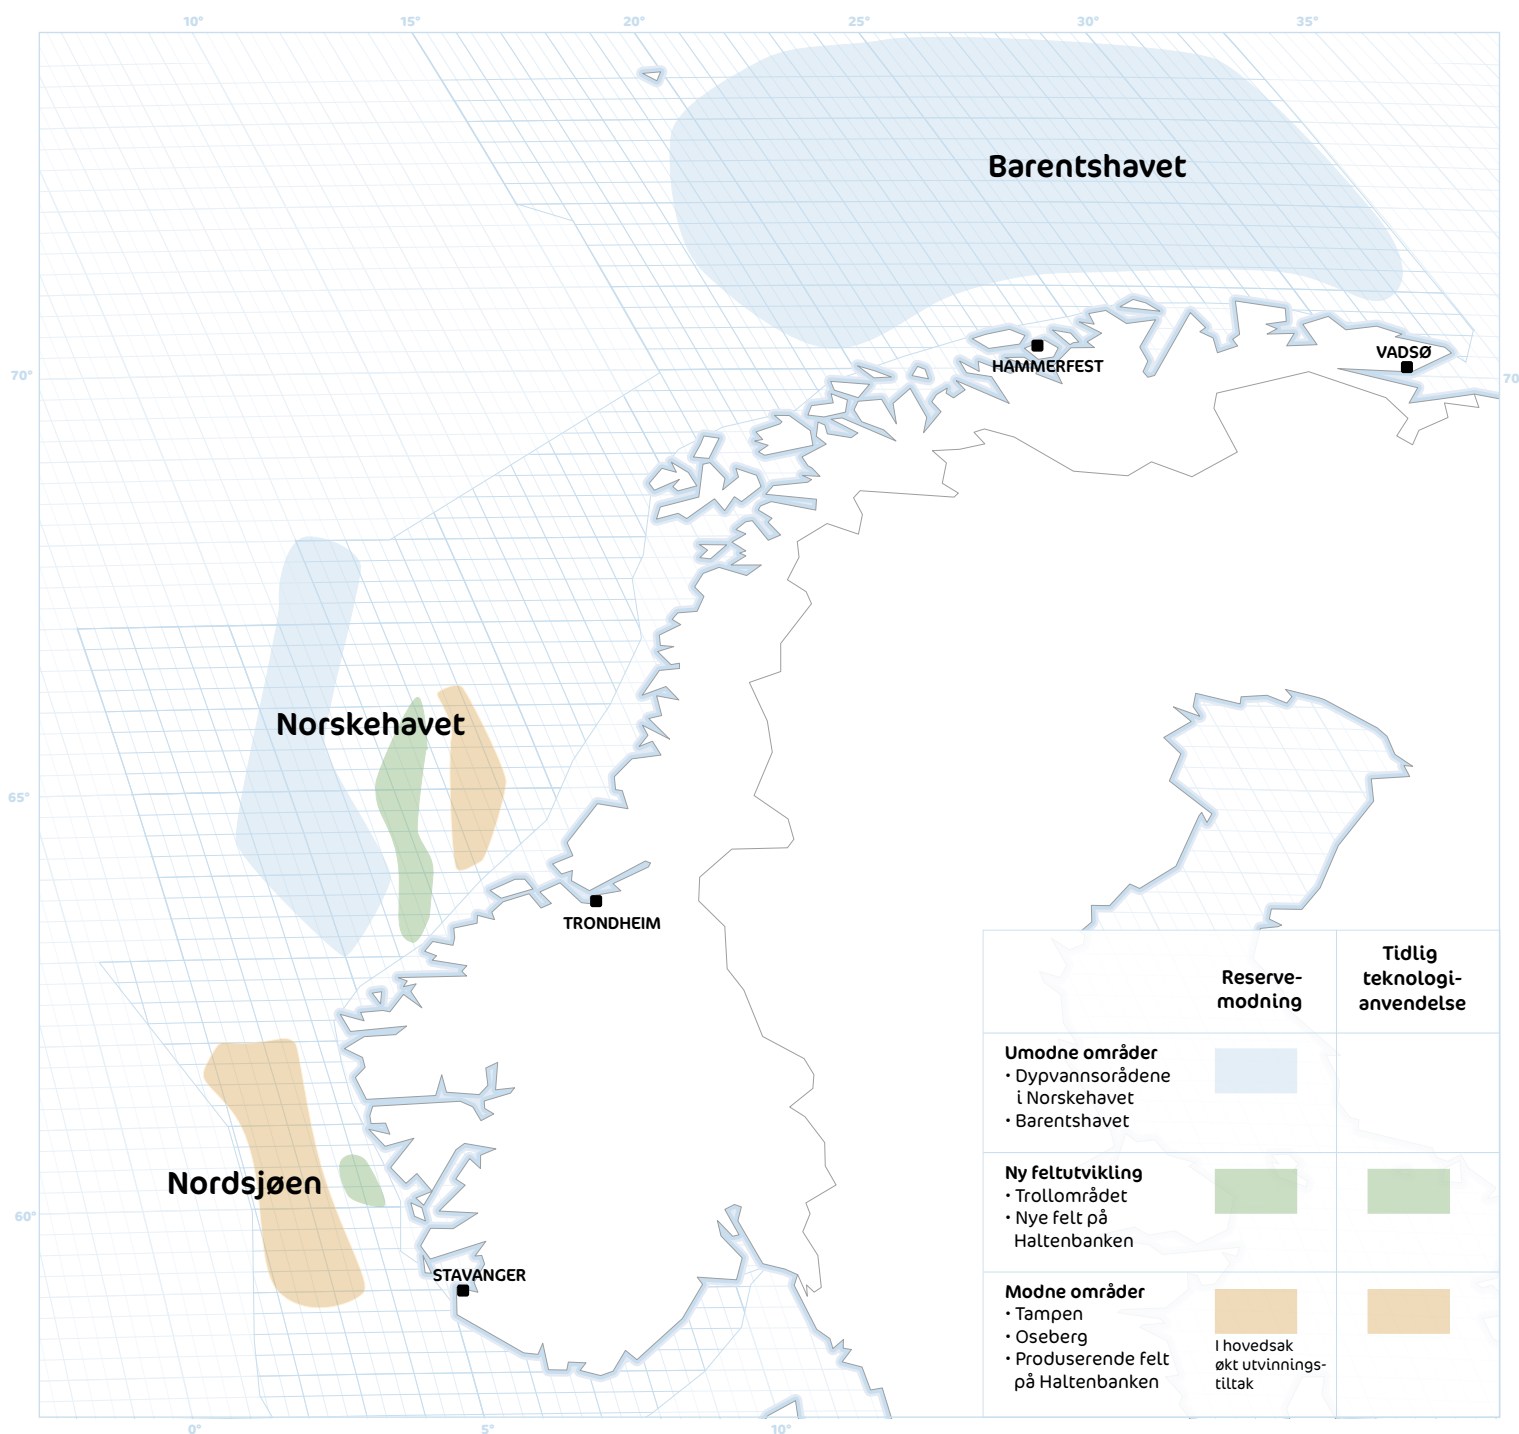 10° 15° 20° 25° 30° 35°
Barentshavet
HAMMERFEST
VADSØ
70° 70
Norskehavet
65°
TRONDHEIM
Nordsjøen
60°
STAVANGER
0° 5° 10°
Reserve-
modning
Tidlig
teknologi-
anvendelse
Umodne områder
• Dypvannsorådene
i Norskehavet
• Barentshavet
Ny feltutvikling
• Trollområdet
• Nye felt på
Haltenbanken
Modne områder
• Tampen
• Oseberg
• Produserende felt
på Haltenbanken
I hovedsak
økt utvinnings-
tiltak